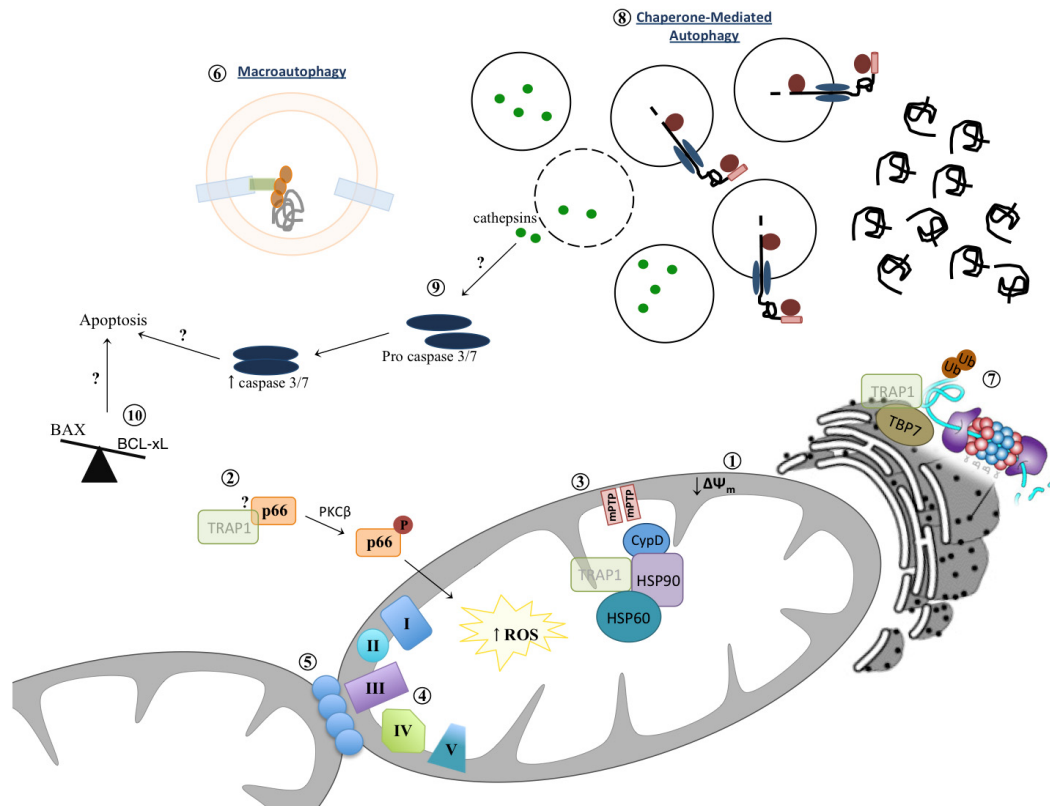 ⑧ Chaperone-Mediated
Autophagy
⑥ Macroautophagy
cathepsins
?
⑨
Pro caspase 3/7
?
↑ caspase 3/7
Apoptosis
?
⑩
BAX
BCL-xL
Ub
Ub
⑦
TRAP1
TBP7
②
?
p66
TRAP1
PKCβ
P
p66
③
mPTP
mPTP
①
↓ ΔΨm
CypD
TRAP1
HSP90
HSP60
↑ ROS
I
II
⑤
III
④
IV
V